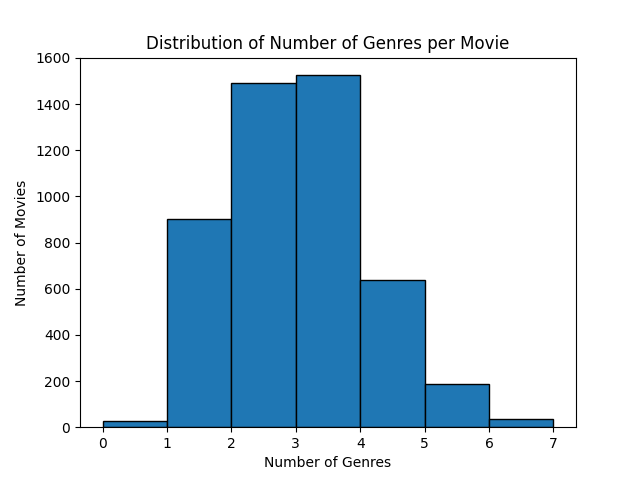 Distribution of Number of Genres per Movie
1600
1400
1200
1000
800
600
400
200
0
Number of Movies
0 1 2 3 4 5 6 7
Number of Genres